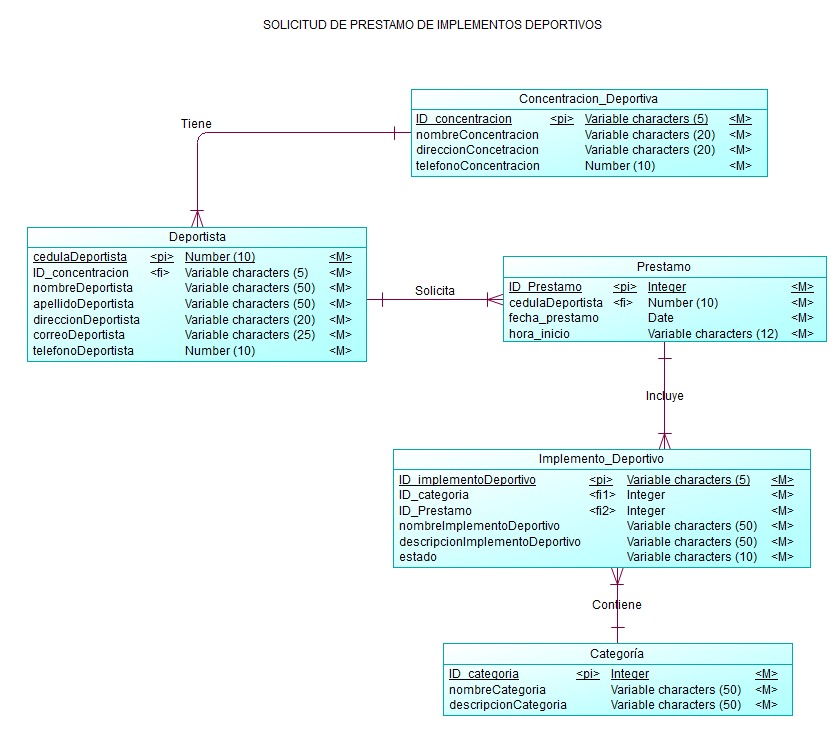 SOLICITUD DE PRESTAMO DE IMPLEMENTOS DEPORTIVOS
Concentracion_Deportiva
ID_concentracion <pi> Variable characters (5) <M>
nombreConcentracion Variable characters (20) <M>
direccionConcetracion Variable characters (20) <M>
telefonoConcentracion Number (10) <M>
Tiene
Deportista
cedulaDeportista <pi> Number (10) <M>
ID_concentracion <fi> Variable characters (5) <M>
nombreDeportista Variable characters (50) <M>
apellidoDeportista Variable characters (50) <M>
direccionDeportista Variable characters (20) <M>
correoDeportista Variable characters (25) <M>
telefonoDeportista Number (10) <M>
Solicita
Prestamo
ID_Prestamo <pi> Integer <M>
cedulaDeportista <fi> Number (10) <M>
fecha_prestamo Date <M>
hora_inicio Variable characters (12) <M>
Incluye
Implemento_Deportivo
ID_implementoDeportivo <pi> Variable characters (5) <M>
ID_categoria <fi1> Integer <M>
ID_Prestamo <fi2> Integer <M>
nombreImplementoDeportivo Variable characters (50) <M>
descripcionImplementoDeportivo Variable characters (50) <M>
estado Variable characters (10) <M>
Contiene
Categoría
ID_categoria <pi> Integer <M>
nombreCategoria Variable characters (50) <M>
descripcionCategoria Variable characters (50) <M>